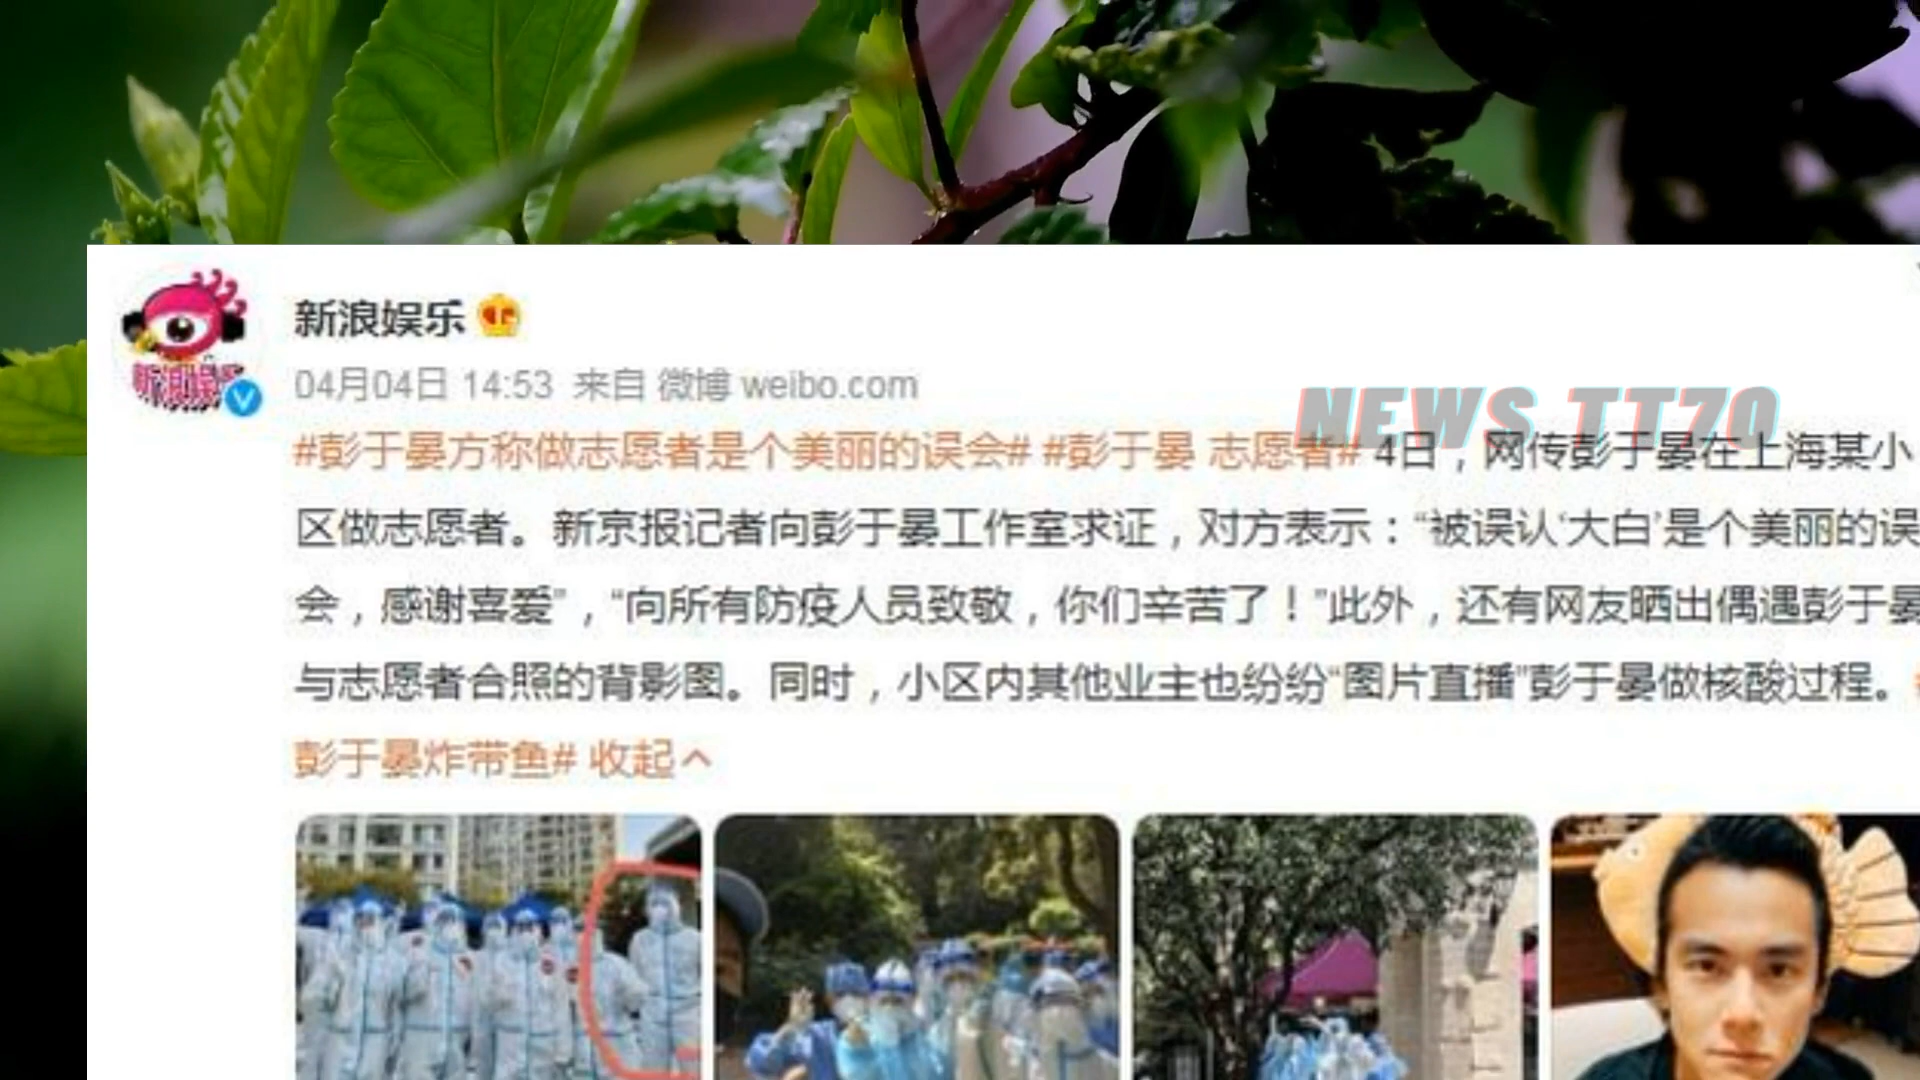 新浪娱乐
新浪娱乐
04月04日 14:53 来自 微博 weibo.com
NEWS TT70
#彭于晏方称做志愿者是个美丽的误会# #彭于晏 志愿者# 4日，网传彭于晏在上海某小
区做志愿者。新京报记者向彭于晏工作室求证，对方表示：“被误认‘大白’是个美丽的误
会，感谢喜爱”，“向所有防疫人员致敬，你们辛苦了！”此外，还有网友晒出偶遇彭于晏
与志愿者合照的背影图。同时，小区内其他业主也纷纷“图片直播”彭于晏做核酸过程。
彭于晏炸带鱼# 收起